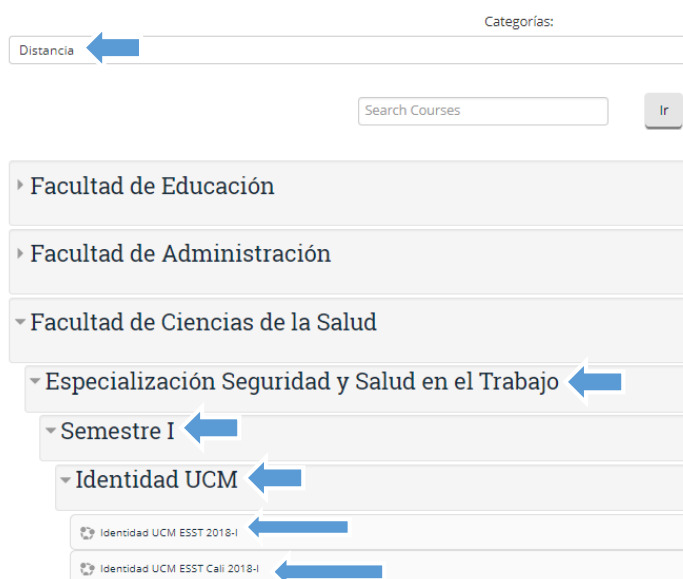 Categorías:
Distancia
Search Courses
Ir
Facultad de Educación
Facultad de Administración
Facultad de Ciencias de la Salud
Especialización Seguridad y Salud en el Trabajo
Semestre I
Identidad UCM
Identidad UCM ESST 2018-I
Identidad UCM ESST Cali 2018-I